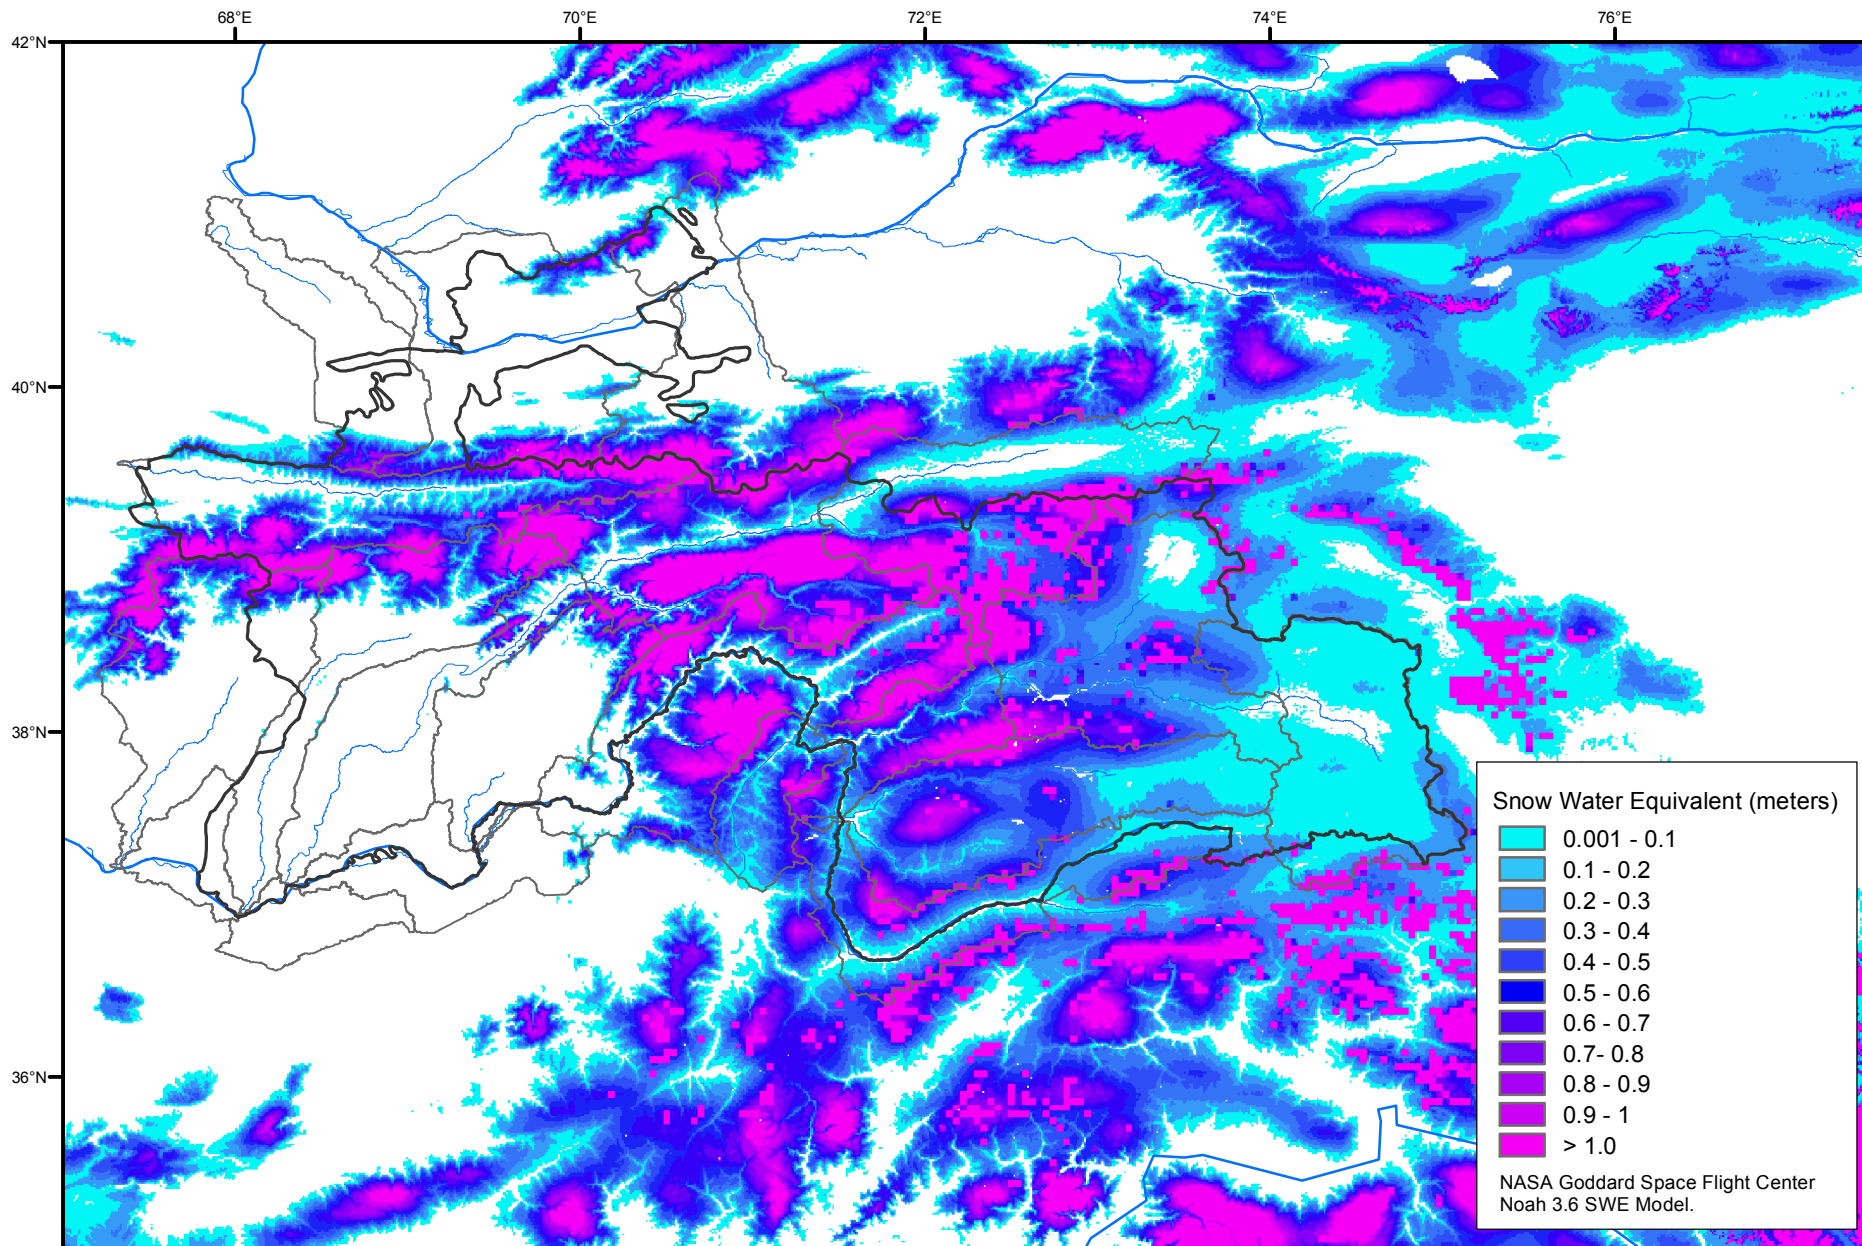 68°E 70°E 72°E 74°E 76°E
42°N
40°N
38°N
36°N
Snow Water Equivalent (meters)
0.001 - 0.1
0.1 - 0.2
0.2 - 0.3
0.3 - 0.4
0.4 - 0.5
0.5 - 0.6
0.6 - 0.7
0.7- 0.8
0.8 - 0.9
0.9 - 1
> 1.0
NASA Goddard Space Flight Center
Noah 3.6 SWE Model.